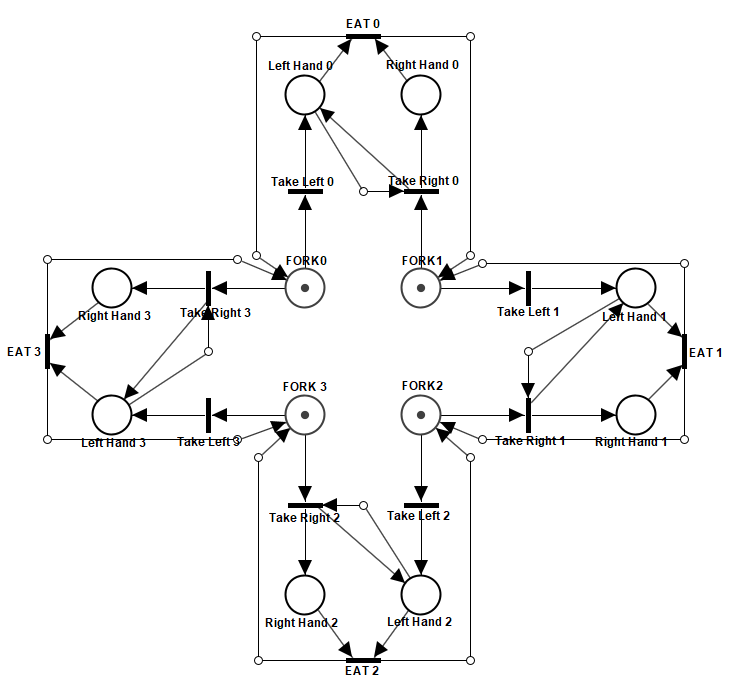 EAT 0
Left Hand 0
Right Hand 0
Take Left 0
Take Right 0
FORK0
FORK1
Right Hand 3
Take Right 3
Take Left 1
Left Hand 1
EAT 3
EAT 1
FORK 3
FORK2
Left Hand 3
Take Left 3
Take Right 1
Right Hand 1
Take Right 2
Take Left 2
Right Hand 2
Left Hand 2
EAT 2